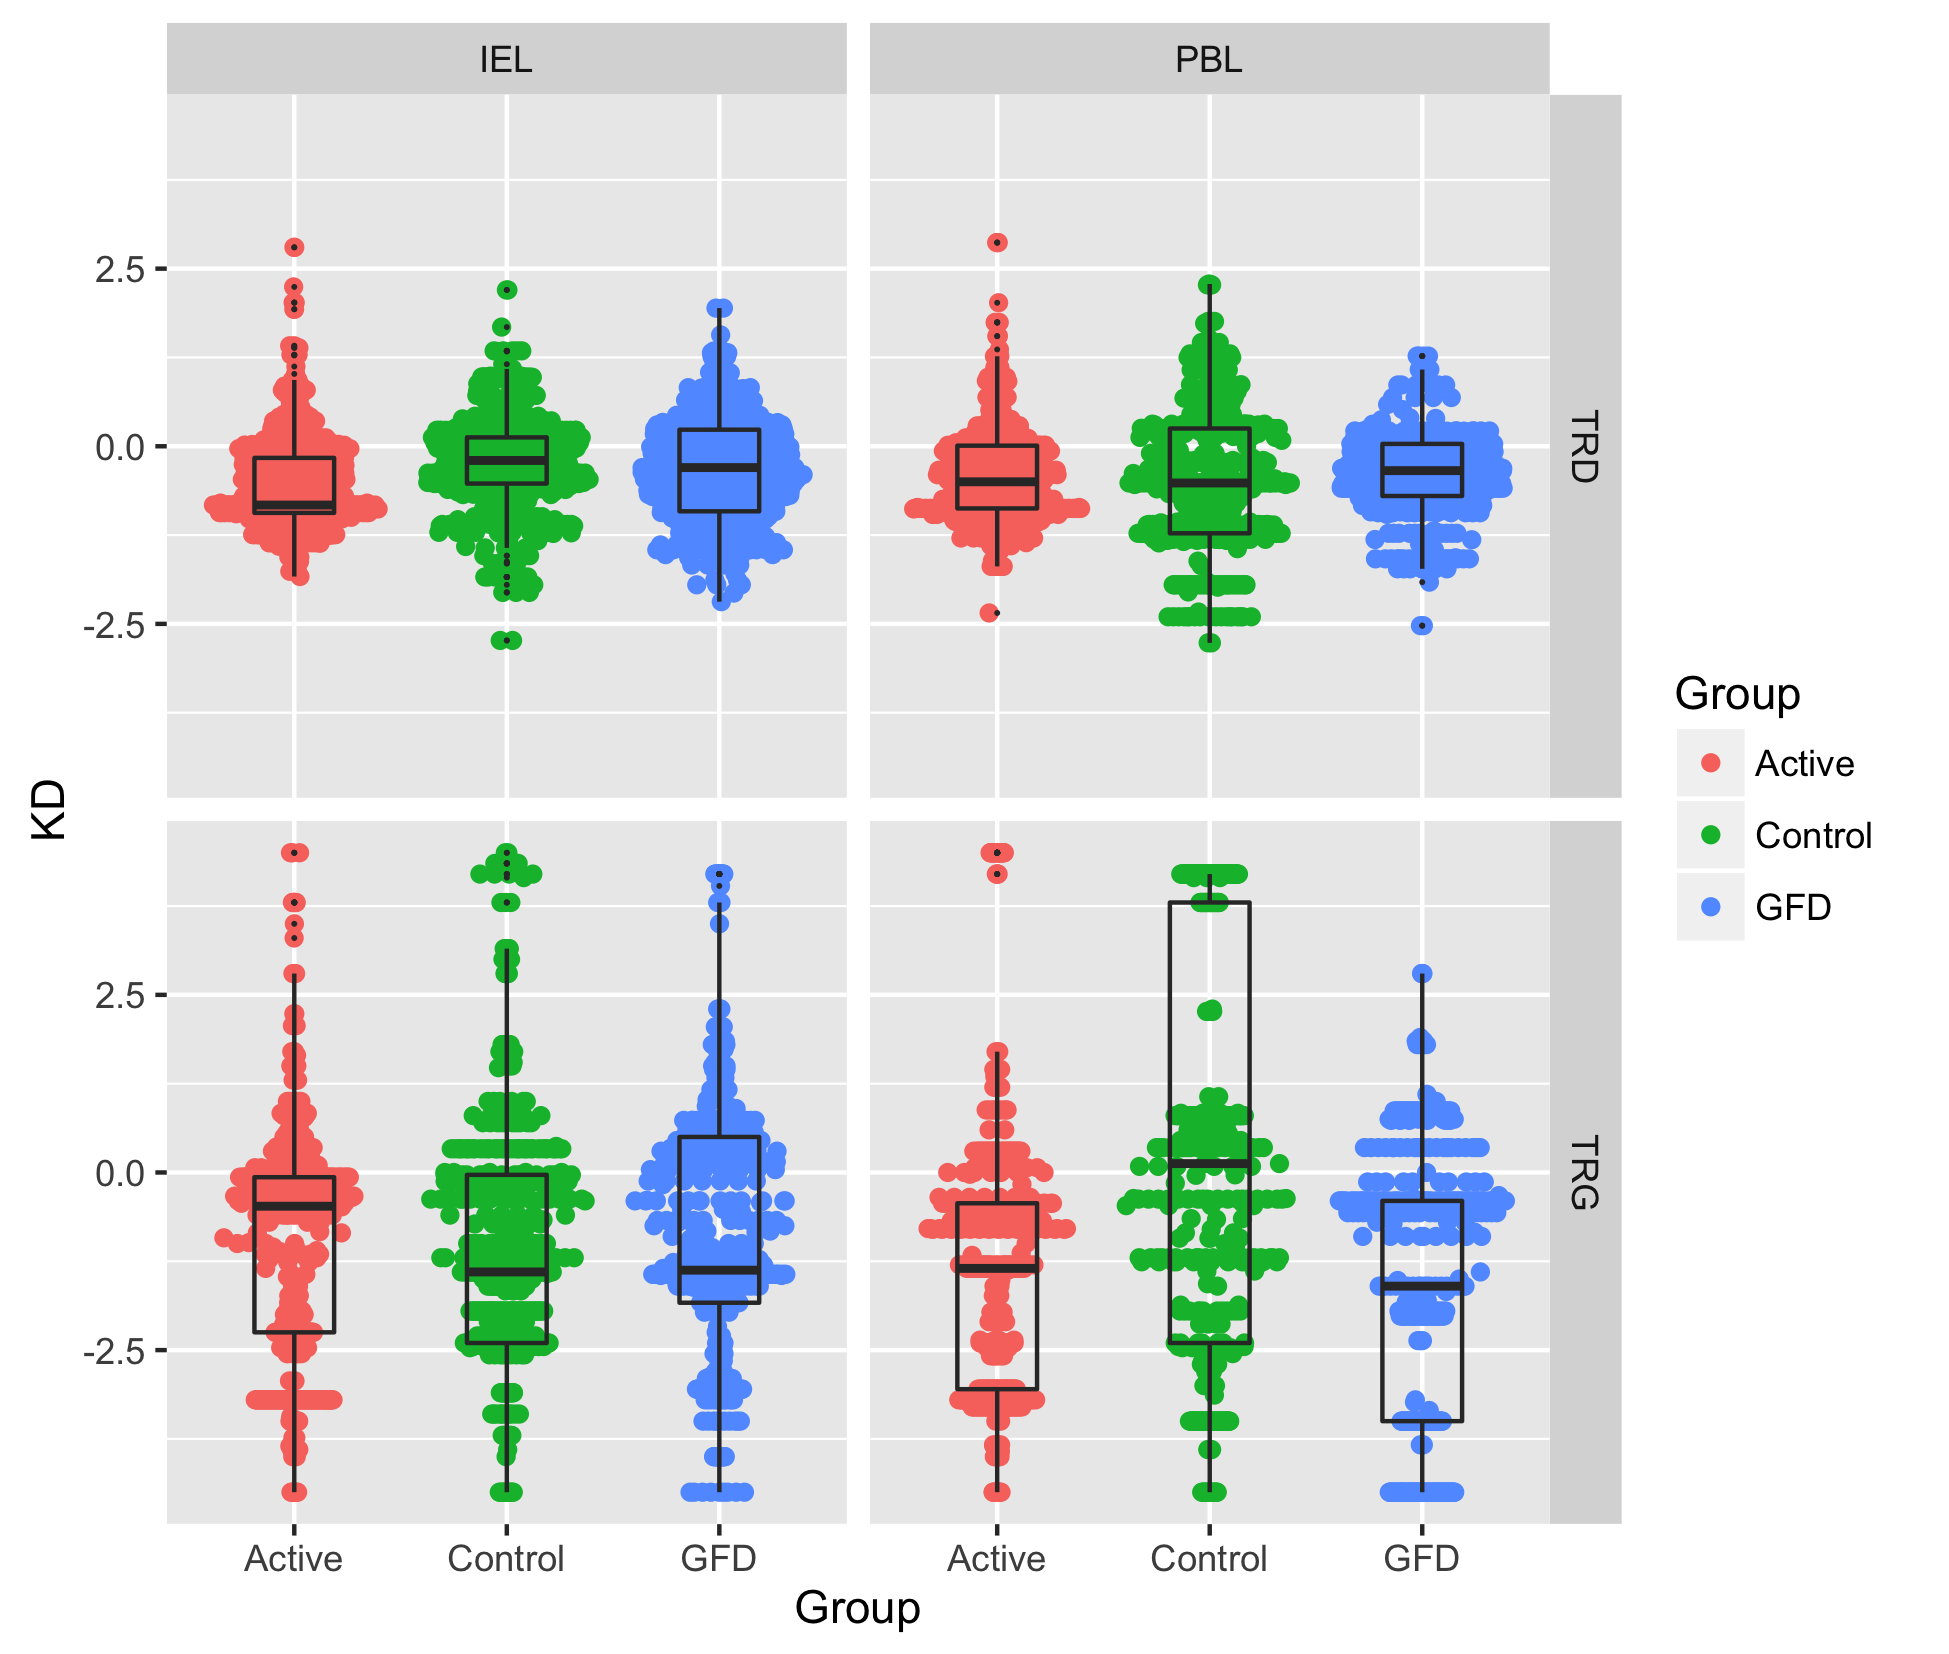 IEL
PBL
2.5
0.0
-2.5
TRD
KD
2.5
0.0
-2.5
TRG
Active
Control
GFD
Active
Control
GFD
Group
Group
Active
Control
GFD